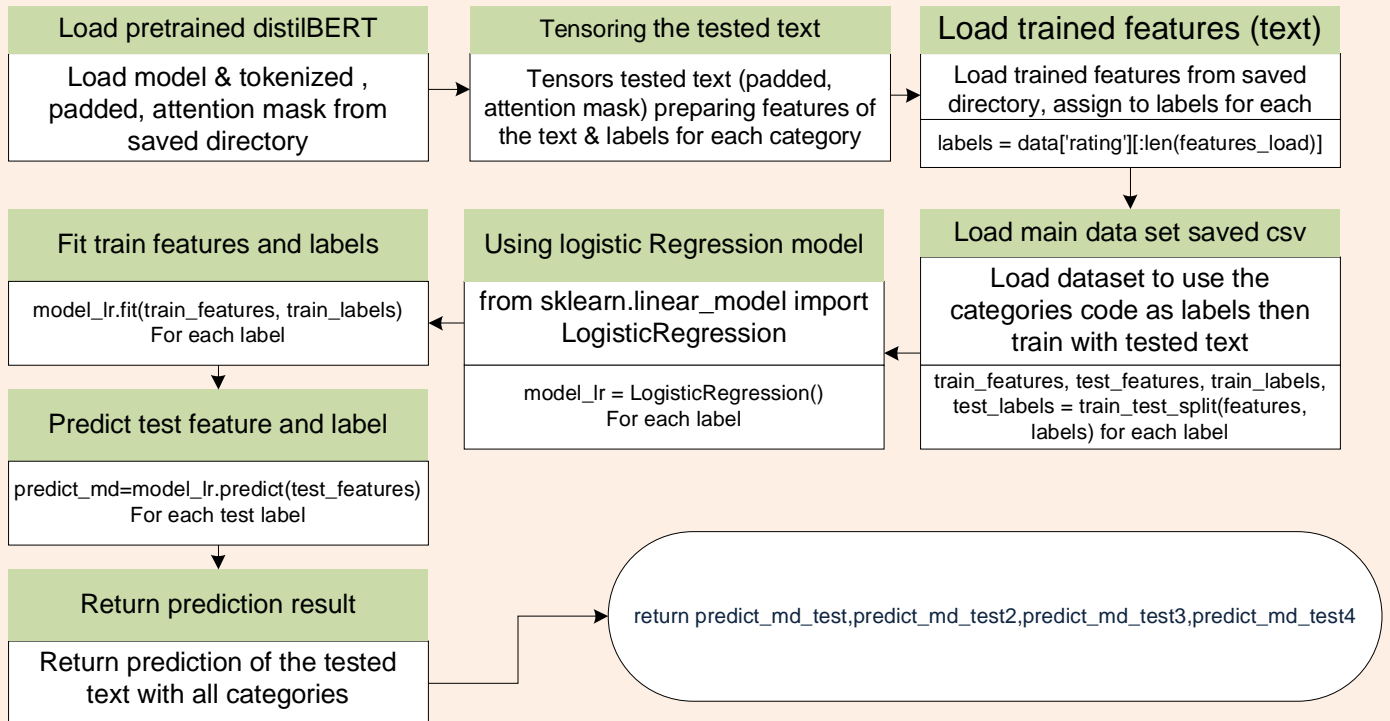 Load pretrained distilBERT
Load model & tokenized ,
padded, attention mask from
saved directory
Tensoring the tested text
Tensors tested text (padded,
attention mask) preparing features of
the text & labels for each category
Load trained features (text)
Load trained features from saved
directory, assign to labels for each
labels = data['rating'][:len(features_load)]
Load main data set saved csv
Load dataset to use the
categories code as labels then
train with tested text
train_features, test_features, train_labels,
test_labels = train_test_split(features,
labels) for each label
Using logistic Regression model
from sklearn.linear_model import
LogisticRegression
model_lr = LogisticRegression()
For each label
Fit train features and labels
model_lr.fit(train_features, train_labels)
For each label
Predict test feature and label
predict_md=model_lr.predict(test_features)
For each test label
Return prediction result
Return prediction of the tested
text with all categories
return predict_md_test,predict_md_test2,predict_md_test3,predict_md_test4